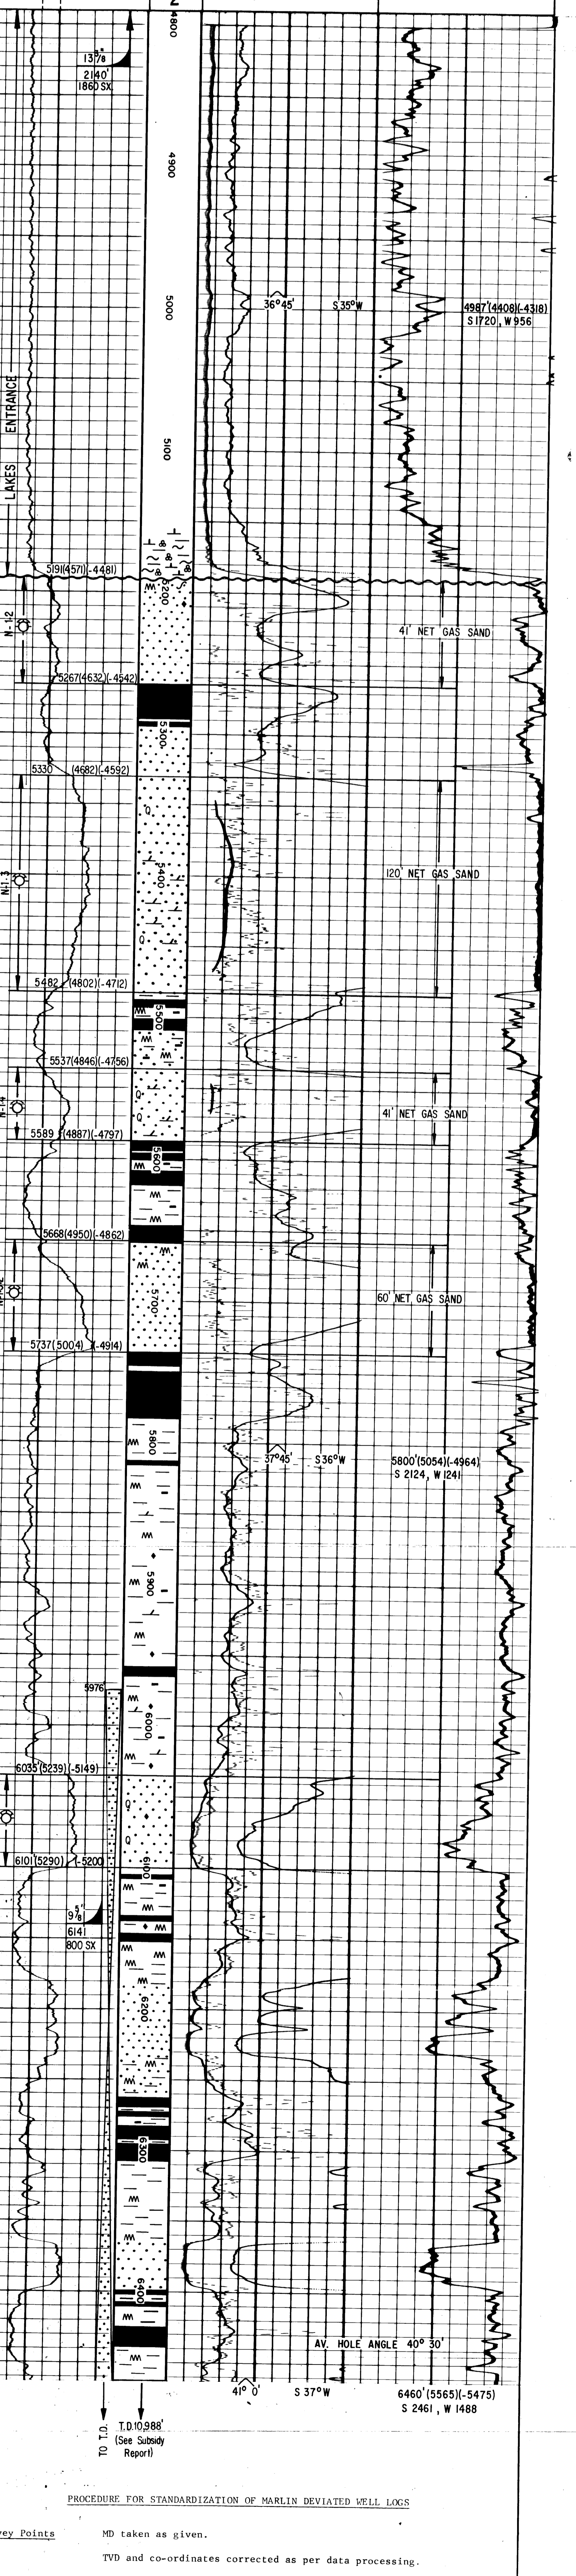 4800
13 3/8"
2140'
1860 SX.
4900
5000
36°45' S35°W
4987'(4408)(-4318)
S1720, W956
LAKES ENTRANCE
5100
5191(4571)(-4481)
5200
N-1·2
41' NET GAS SAND
5267(4632)(-4542)
5300
5330 (4682)(-4592)
5400
N-1·3
120' NET GAS SAND
5482 (4802)(-4712)
5500
5537(4846)(-4756)
41' NET GAS SAND
5589 (4887)(-4797)
5600
5668(4950)(-4862)
5700
60' NET GAS SAND
5737(5004)(-4914)
5800
37°45' S36°W
5800'(5054)(-4964)
S 2124, W1241
5900
5976'
6000
6035'(5239)(-5149)
6101'(5290)(-5200)
6100
9 5/8"
6141
800 SX
6200
6300
6400
AV. HOLE ANGLE 40° 30'
41° 0' S 37°W
6460'(5565)(-5475)
S 2461, W 1488
TO T.D.
T.D.10,988'
(See Subsidy
Report)
PROCEDURE FOR STANDARDIZATION OF MARLIN DEVIATED WELL LOGS
Points MD taken as given.
TVD and co-ordinates corrected as per data processing.